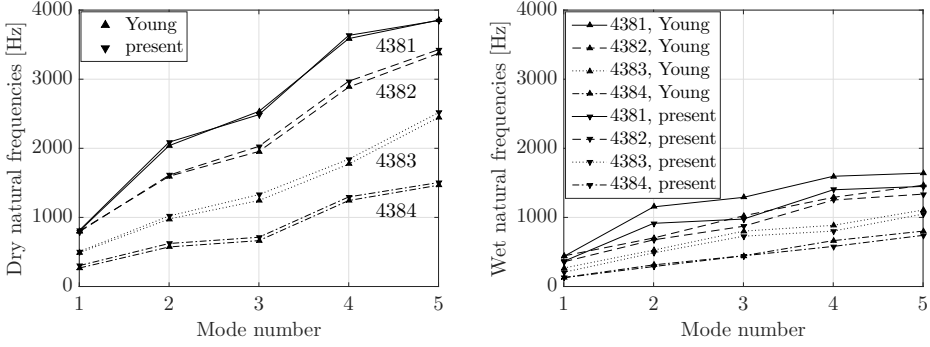 Dry natural frequencies [Hz]
4000
3000
2000
1000
0
Young
present
4381
4382
4383
4384
1 2 3 4 5
Mode number
Wet natural frequencies [Hz]
4000
3000
2000
1000
0
4381, Young
4382, Young
4383, Young
4384, Young
4381, present
4382, present
4383, present
4384, present
1 2 3 4 5
Mode number